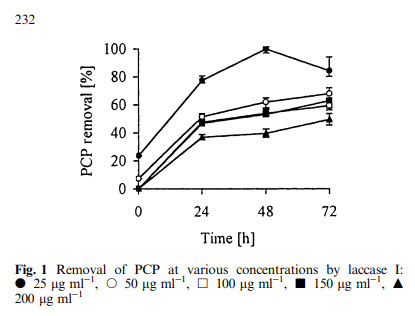 232
100
80
60
40
20
0
PCP removal [%]
0 24 48 72
Time [h]
Fig. 1 Removal of PCP at various concentrations by laccase I:
● 25 µg ml⁻¹, ○ 50 µg ml⁻¹, □ 100 µg ml⁻¹, ■ 150 µg ml⁻¹, ▲
200 µg ml⁻¹